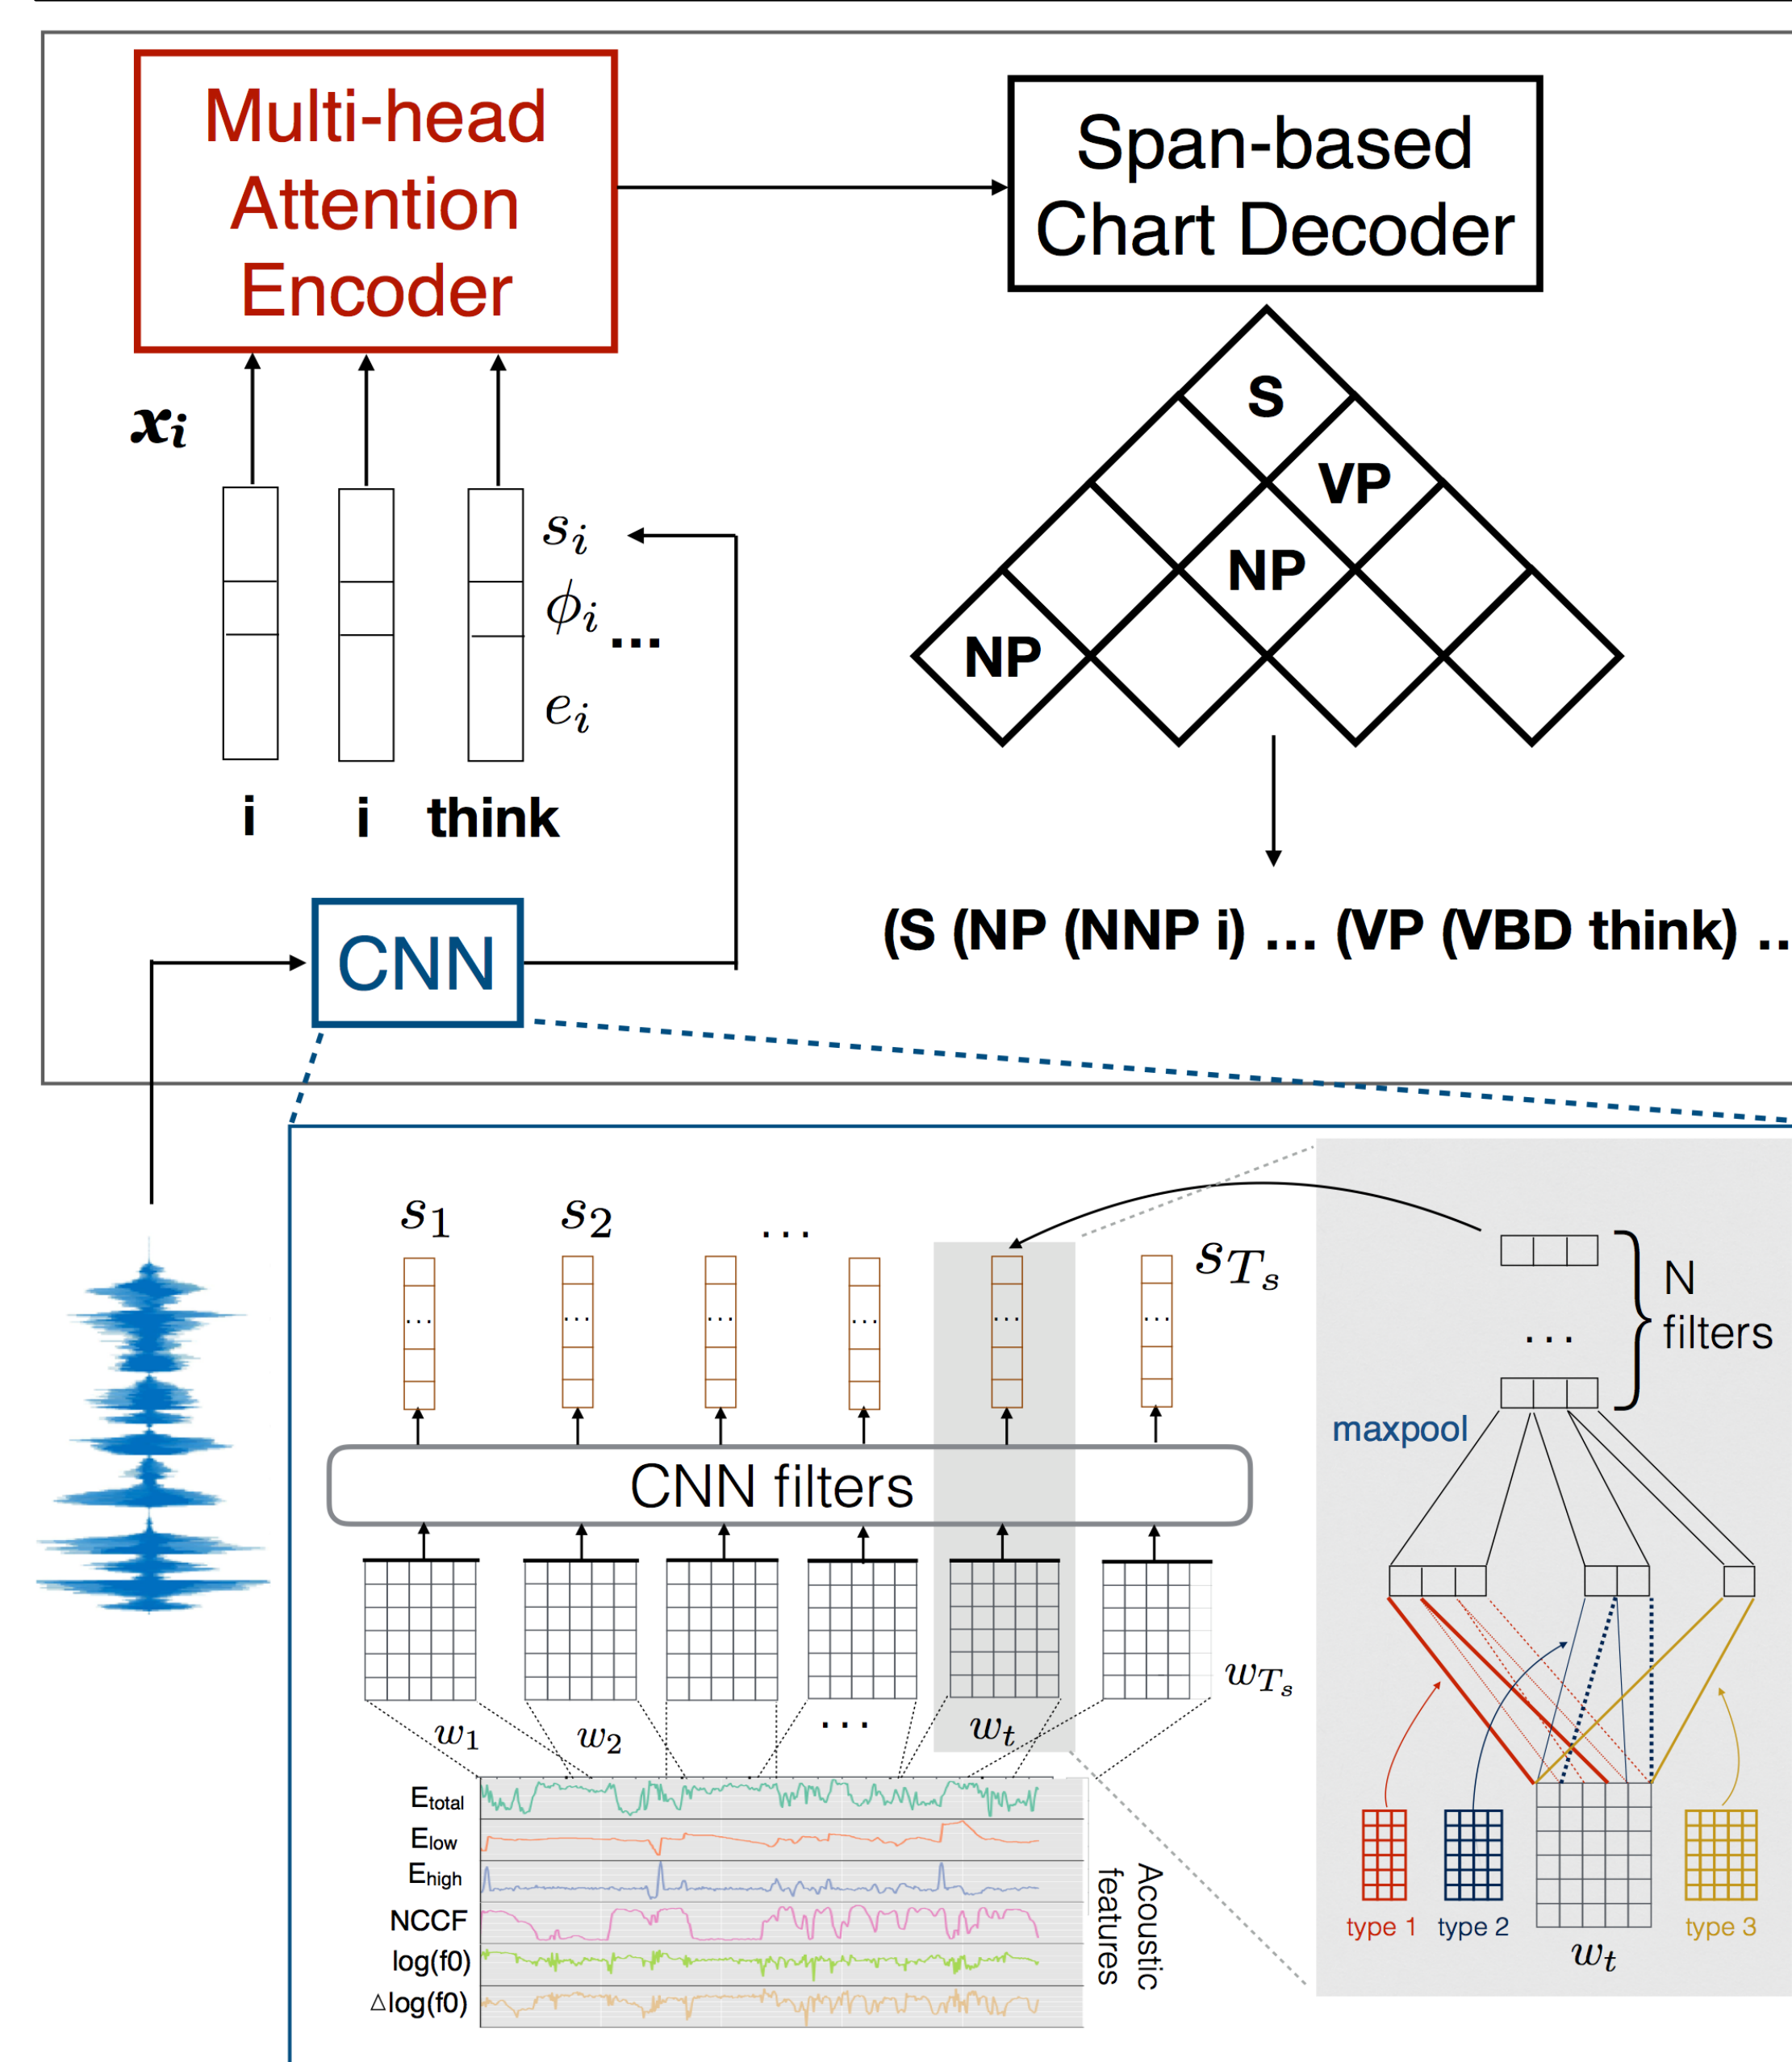 Multi-head
Attention
Encoder
Span-based
Chart Decoder
x_i
S
VP
NP
NP
s_i
ϕ_i
...
e_i
i i think
CNN
(S (NP (NNP i) ... (VP (VBD think) ..
s_1 s_2 ... s_{T_s}
... ... ... ... ... ...
N
filters
...
maxpool
CNN filters
w_1 w_2 ... w_t w_{T_s}
E_total
E_low
E_high
NCCF
log(f0)
△log(f0)
Acoustic
features
type 1 type 2 type 3
w_t